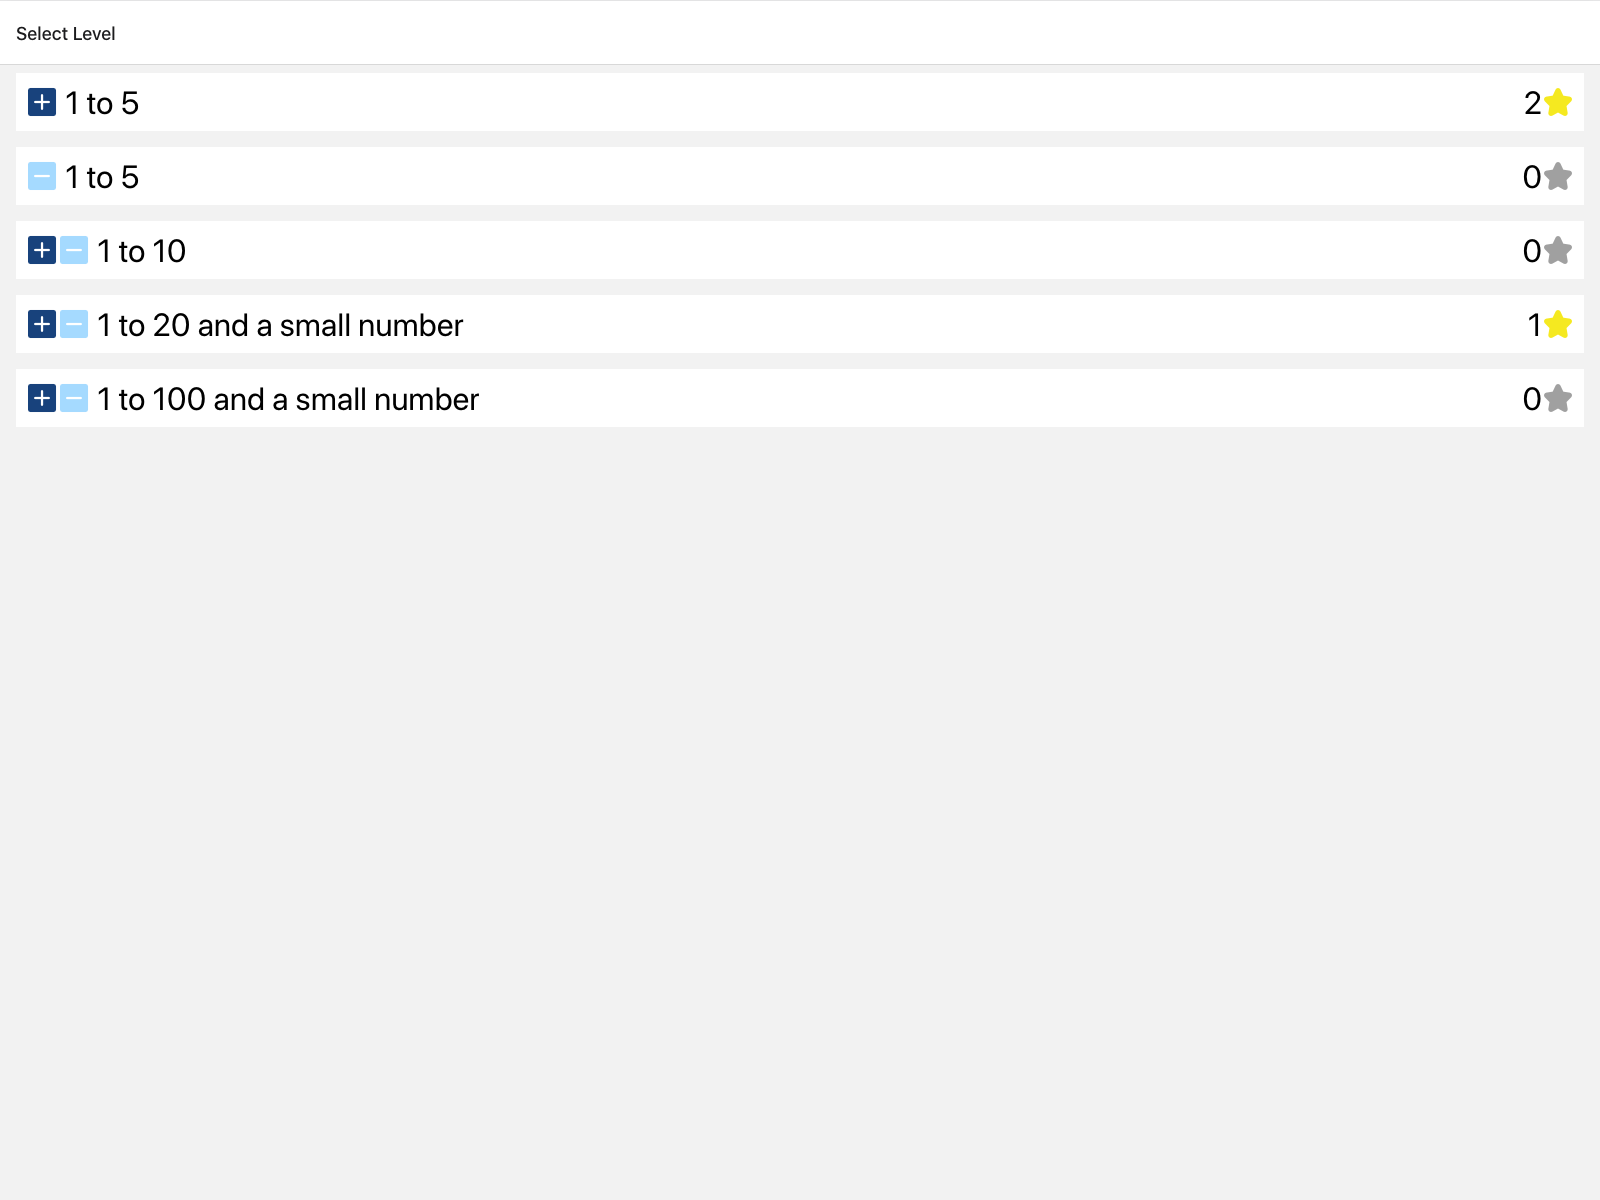 Select Level
+ 1 to 5 2
− 1 to 5 0
+ − 1 to 10 0
+ − 1 to 20 and a small number 1
+ − 1 to 100 and a small number 0